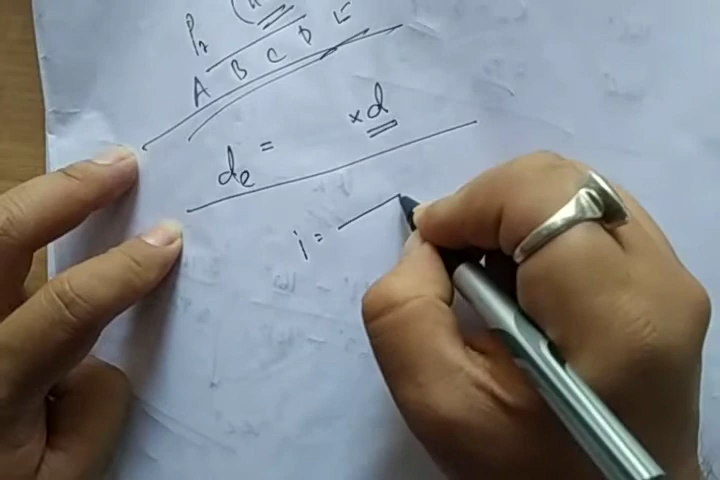 A B C D E
de = × d
i =